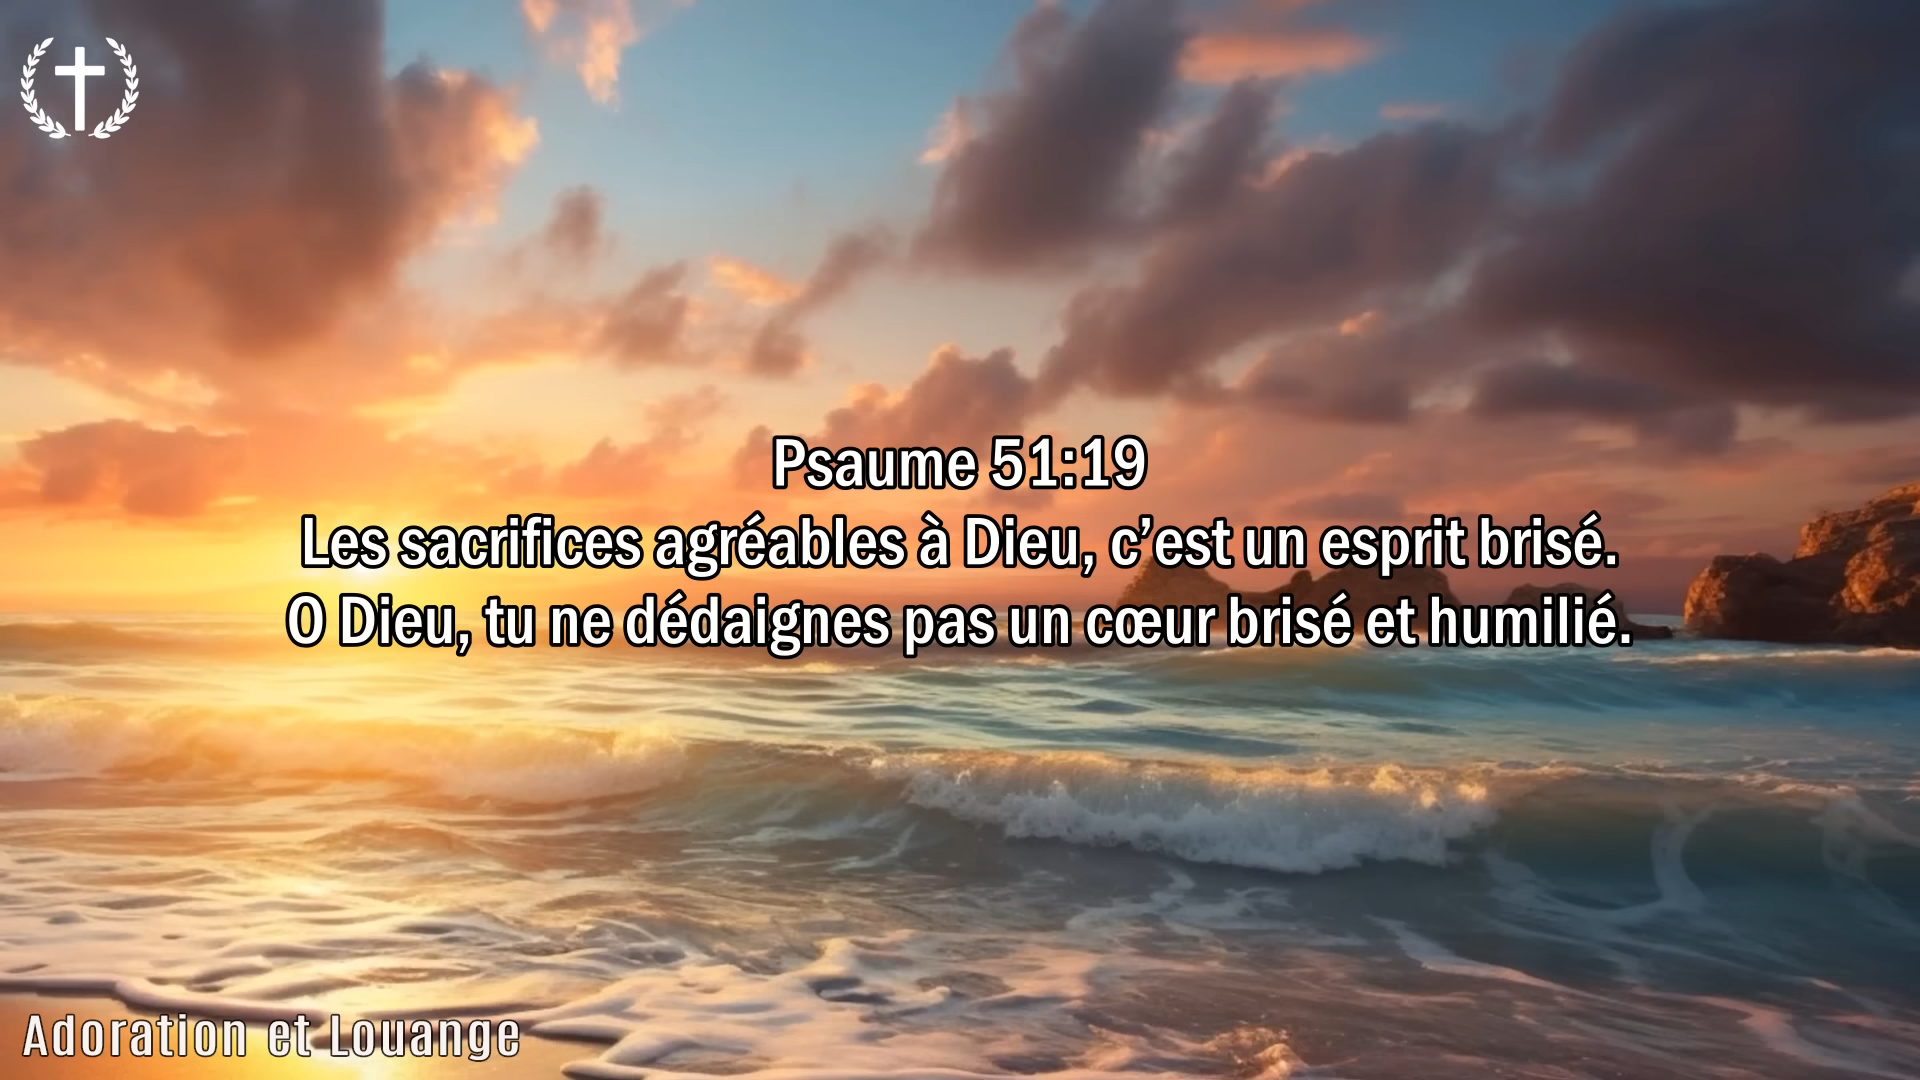 Psaume 51:19
Les sacrifices agréables à Dieu, c’est un esprit brisé.
O Dieu, tu ne dédaignes pas un cœur brisé et humilié.
Adoration et Louange